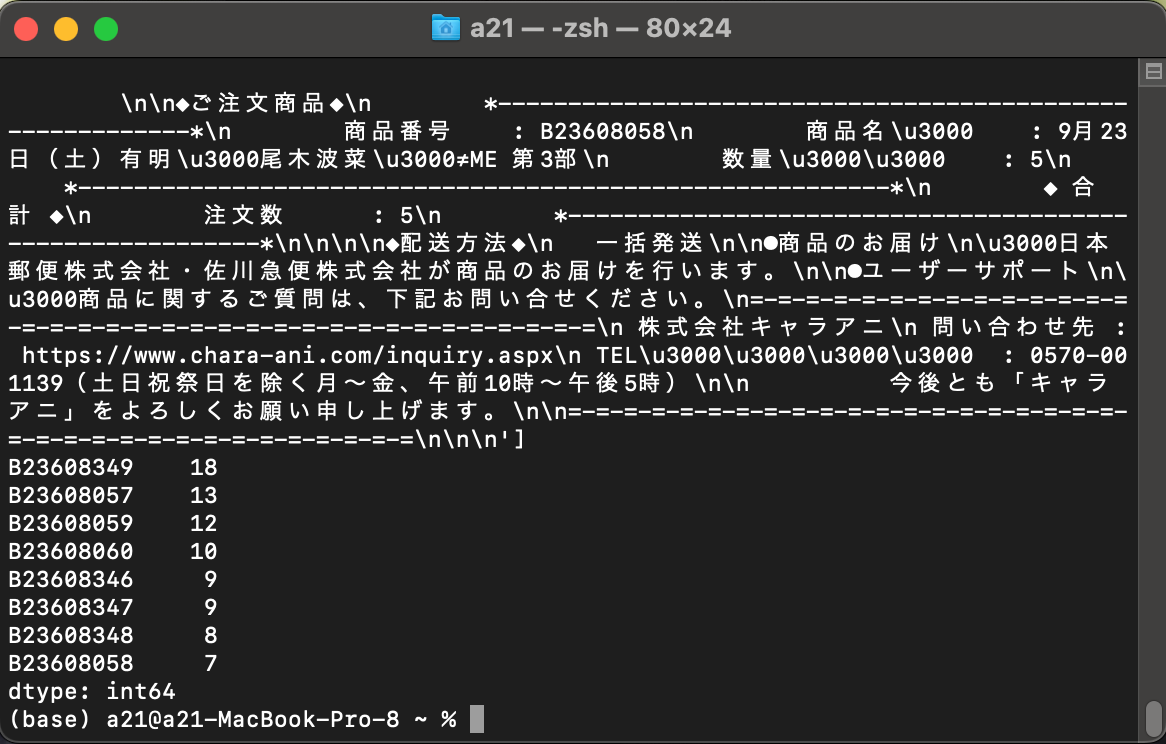 a21 — -zsh — 80×24
\n\n◆ご注文商品◆\n        *---------------------------------------------
-------------*\n        商品番号    : B23608058\n        商品名\u3000    : 9月23
日（土）有明\u3000尾木波菜\u3000≠ME 第3部\n        数量\u3000\u3000    : 5\n
    *----------------------------------------------------------*\n        ◆ 合
計 ◆\n        注文数      : 5\n        *----------------------------------------
------------------*\n\n\n\n◆配送方法◆\n   一括発送\n\n●商品のお届け\n\u3000日本
郵便株式会社・佐川急便株式会社が商品のお届けを行います。\n\n●ユーザーサポート\n\
u3000商品に関するご質問は、下記お問い合せください。\n=-=-=-=-=-=-=-=-=-=-=-=-=-=
-=-=-=-=-=-=-=-=-=-=-=-=-=-=-=-=-=-=-=-=-=\n 株式会社キャラアニ\n 問い合わせ先 :
https://www.chara-ani.com/inquiry.aspx\n TEL\u3000\u3000\u3000\u3000  : 0570-00
1139（土日祝祭日を除く月〜金、午前10時〜午後5時）\n\n          今後とも「キャラ
アニ」をよろしくお願い申し上げます。\n\n=-=-=-=-=-=-=-=-=-=-=-=-=-=-=-=-=-=-=-=-
=-=-=-=-=-=-=-=-=-=-=-=-=-=-=\n\n\n']
B23608349    18
B23608057    13
B23608059    12
B23608060    10
B23608346     9
B23608347     9
B23608348     8
B23608058     7
dtype: int64
(base) a21@a21-MacBook-Pro-8 ~ %